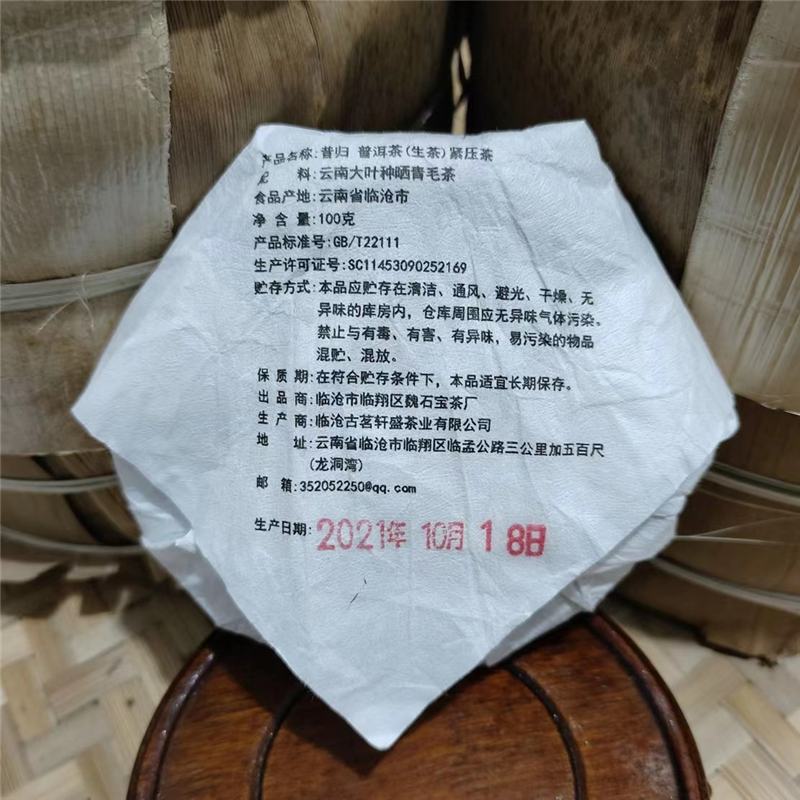 产品名称:昔归 普洱茶(生茶)紧压茶
配 料:云南大叶种晒青毛茶
食品产地:云南省临沧市
净 含 量:100克
产品标准号:GB/T22111
生产许可证号:SC11453090252169
贮存方式:本品应贮存在清洁、通风、避光、干燥、无
异味的库房内，仓库周围应无异味气体污染。
禁止与有毒、有害、有异味，易污染的物品
混贮、混放。
保 质 期:在符合贮存条件下，本品适宜长期保存。
出 品 商:临沧市临翔区魏石宝茶厂
生 产 商:临沧古茗轩盛茶业有限公司
地 址:云南省临沧市临翔区临孟公路三公里加五百尺
(龙洞湾)
邮 箱:352052250@qq.com
生产日期:2021年 10月 18日